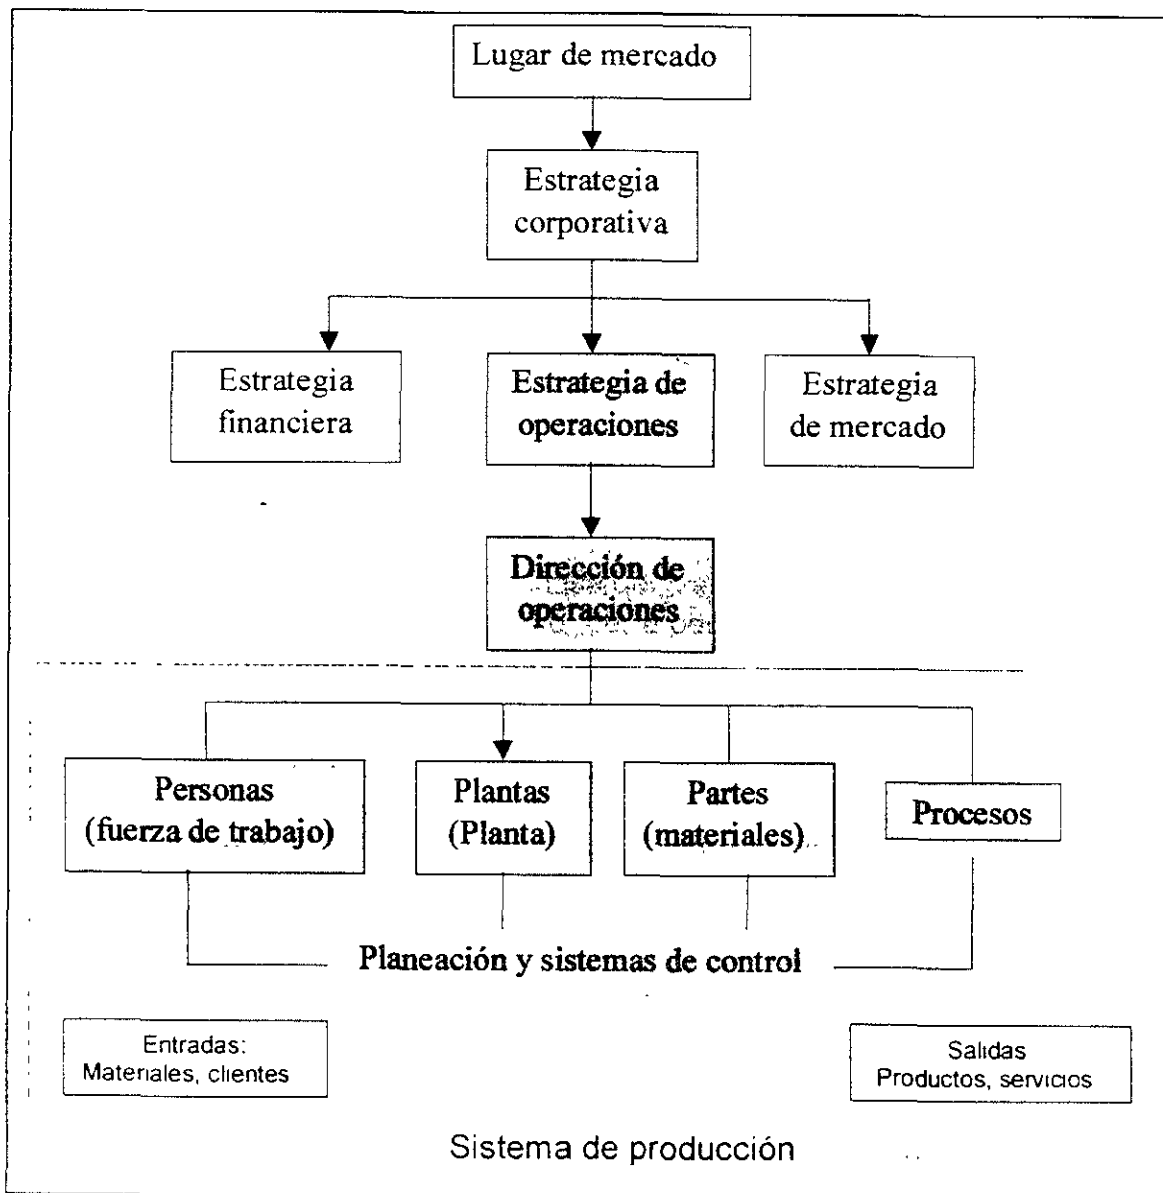 Lugar de mercado
Estrategia
corporativa
Estrategia
financiera
Estrategia de
operaciones
Estrategia
de mercado
Dirección de
operaciones
Personas
(fuerza de trabajo)
Plantas
(Planta)
Partes
(materiales)
Procesos
Planeación y sistemas de control
Entradas:
Materiales, clientes
Salidas
Productos, servicios
Sistema de producción